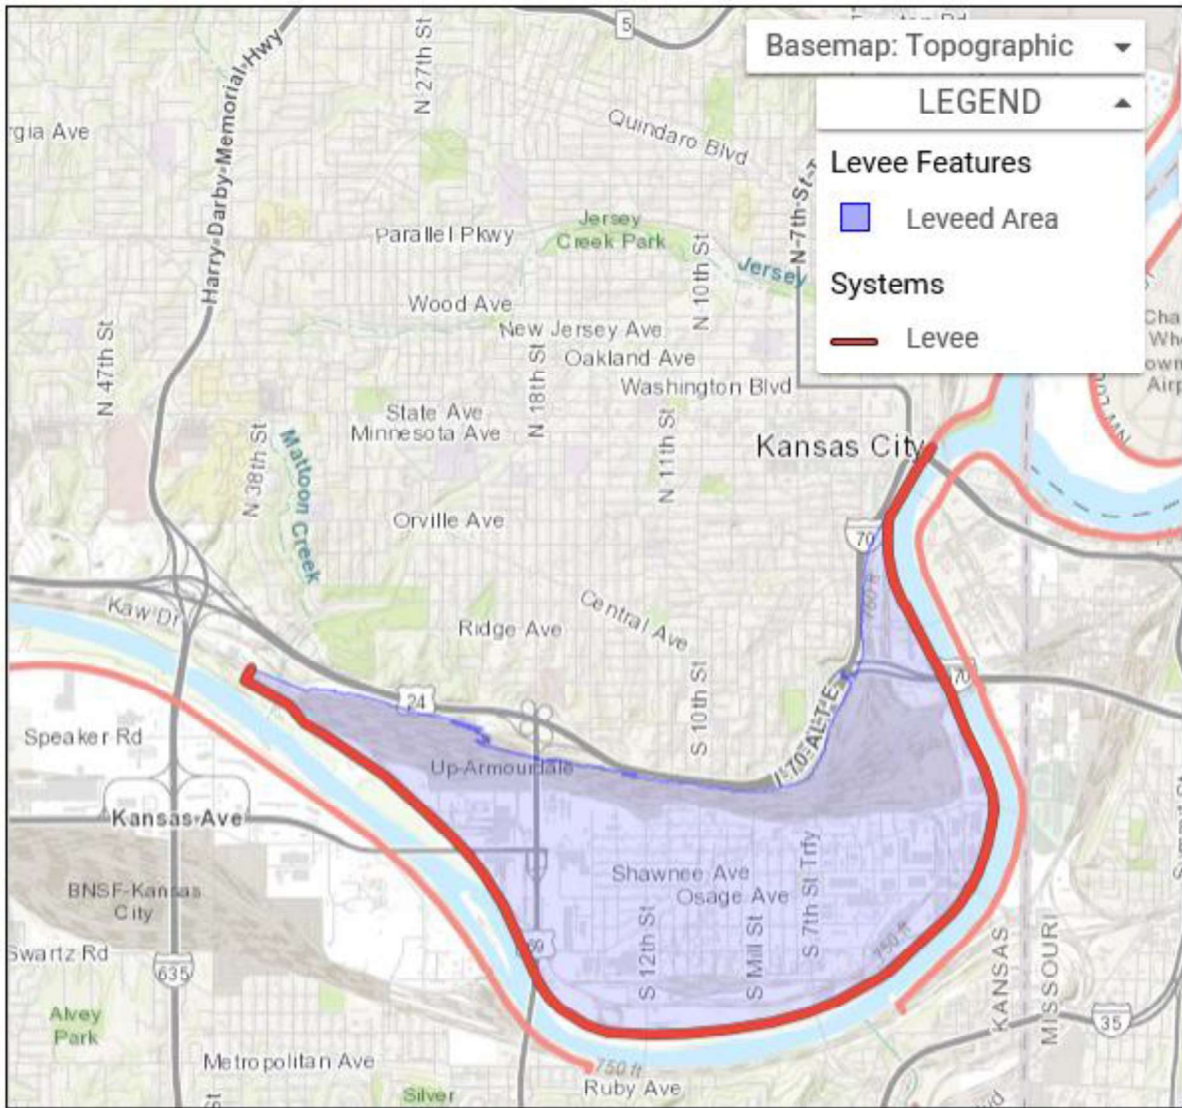 5
Basemap: Topographic
LEGEND
Levee Features
Leveed Area
Systems
Levee
N 27th St
Harry Darby Memorial Hwy
rgia Ave
Quindaro Blvd
N 7th St T
Jersey
Creek Park
Parallel Pkwy
N 10th St
Jersey
Wood Ave
New Jersey Ave
Oakland Ave
Washington Blvd
N 47th St
N 18th St
State Ave
Minnesota Ave
N 38th St
Mattoon Creek
N 11th St
Kansas City
Orville Ave
70
760 ft
Central Ave
Kaw Dr
Ridge Ave
24
S 10th St
I-70-ALT-E
70
Speaker Rd
Up-Armourdale
Kansas Ave
Shawnee Ave
Osage Ave
S 7th St Trfy
BNSF-Kansas
City
S 12th St
S Mill St
750 ft
69
Swartz Rd
635
KANSAS
MISSOURI
35
Alvey
Park
Metropolitan Ave
750 ft
Ruby Ave
Silver